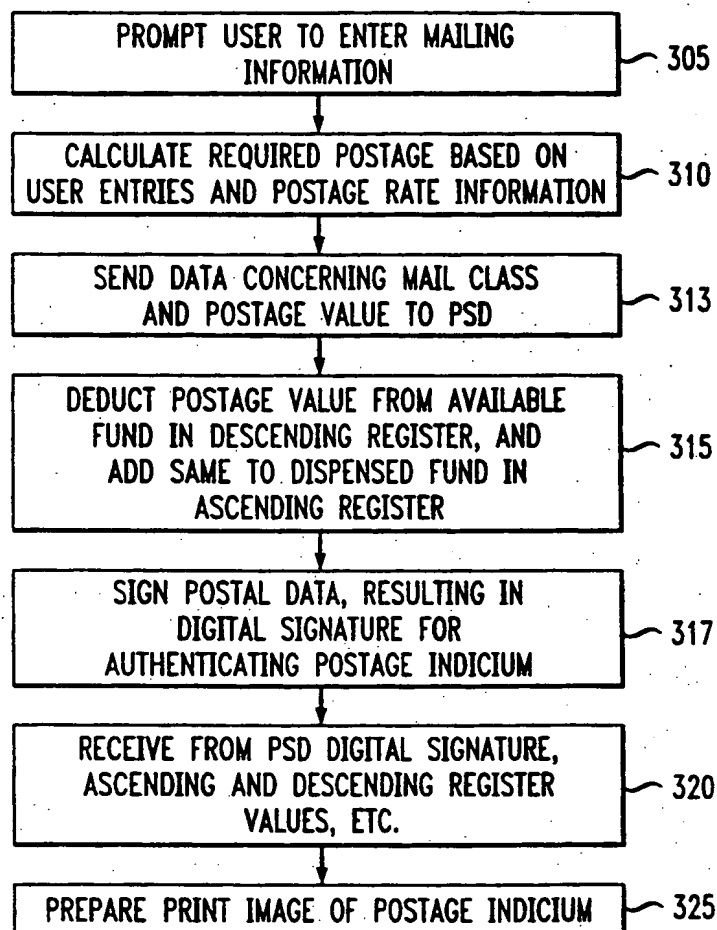 PROMPT USER TO ENTER MAILING
INFORMATION
305
CALCULATE REQUIRED POSTAGE BASED ON
USER ENTRIES AND POSTAGE RATE INFORMATION
310
SEND DATA CONCERNING MAIL CLASS
AND POSTAGE VALUE TO PSD
313
DEDUCT POSTAGE VALUE FROM AVAILABLE
FUND IN DESCENDING REGISTER, AND
ADD SAME TO DISPENSED FUND IN
ASCENDING REGISTER
315
SIGN POSTAL DATA, RESULTING IN
DIGITAL SIGNATURE FOR
AUTHENTICATING POSTAGE INDICIUM
317
RECEIVE FROM PSD DIGITAL SIGNATURE,
ASCENDING AND DESCENDING REGISTER
VALUES, ETC.
320
PREPARE PRINT IMAGE OF POSTAGE INDICIUM
325